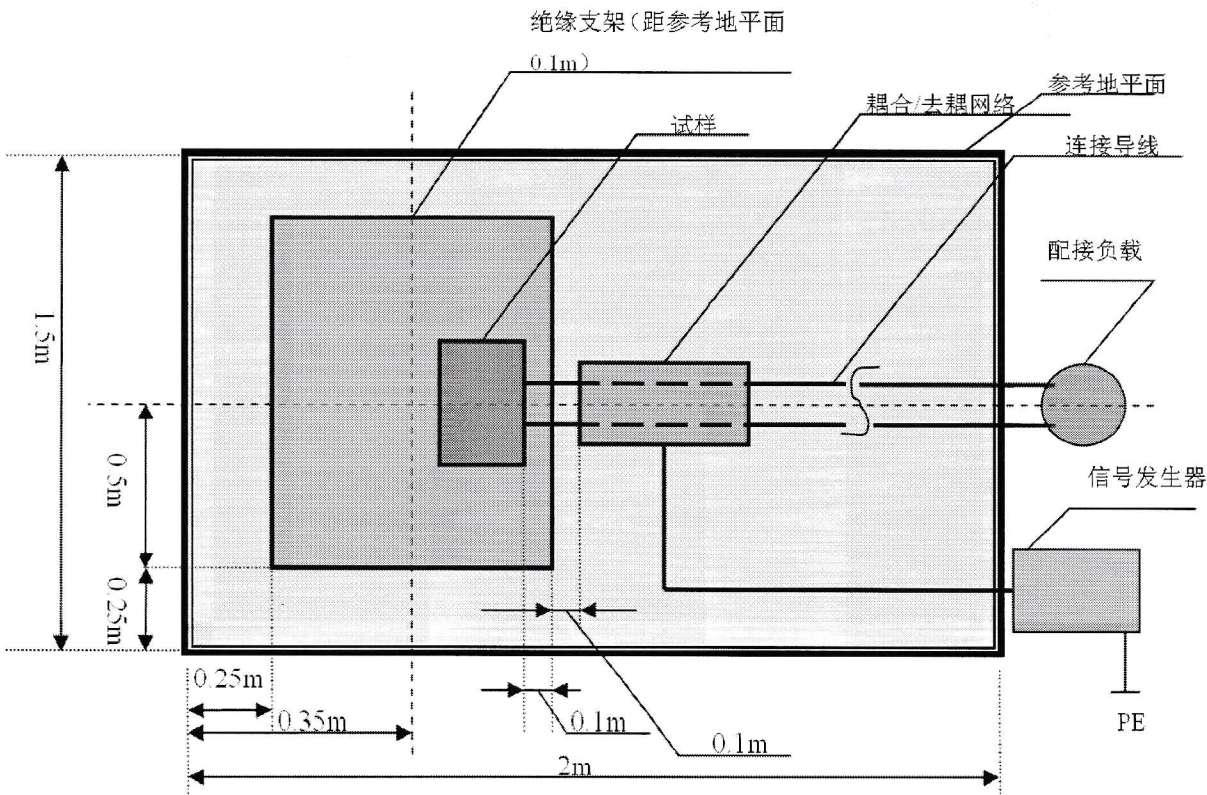 绝缘支架（距参考地平面
0.1m）
参考地平面
耦合/去耦网络
试样
连接导线
配接负载
1.5m
0.5m
信号发生器
0.25m
0.25m
0.35m
0.1m
0.1m
PE
2m